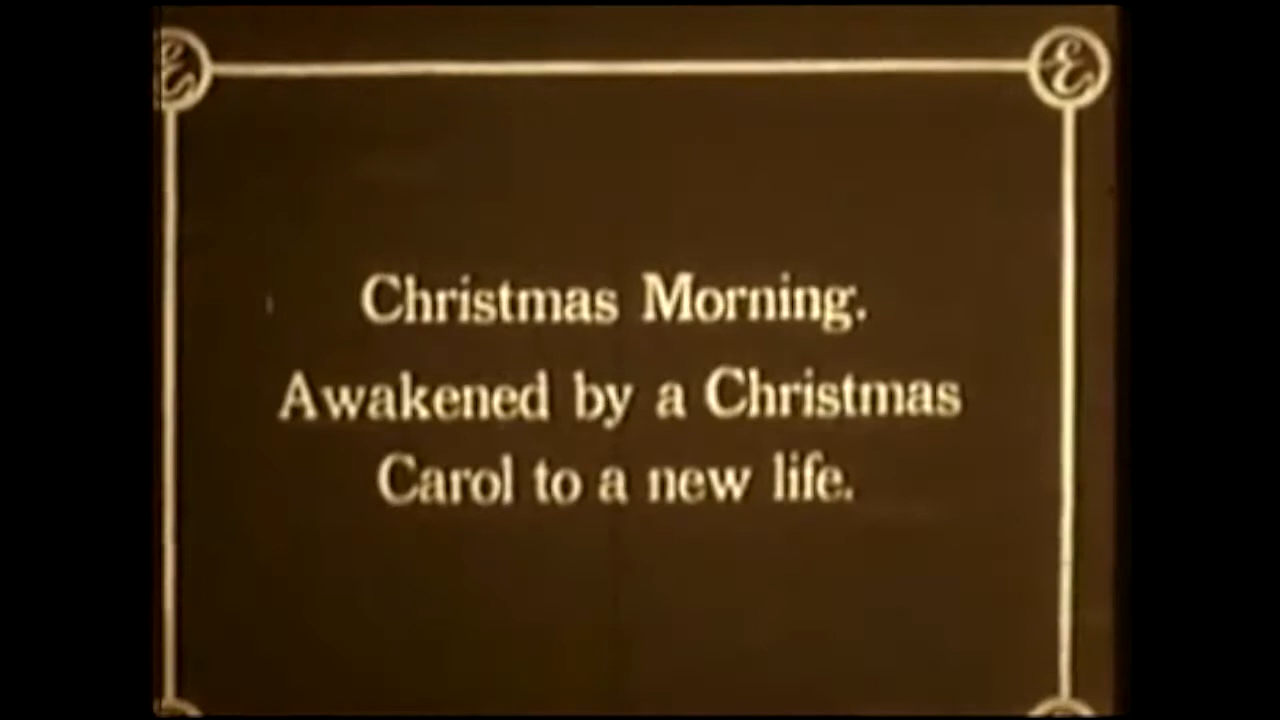 E E
Christmas Morning.
Awakened by a Christmas
Carol to a new life.